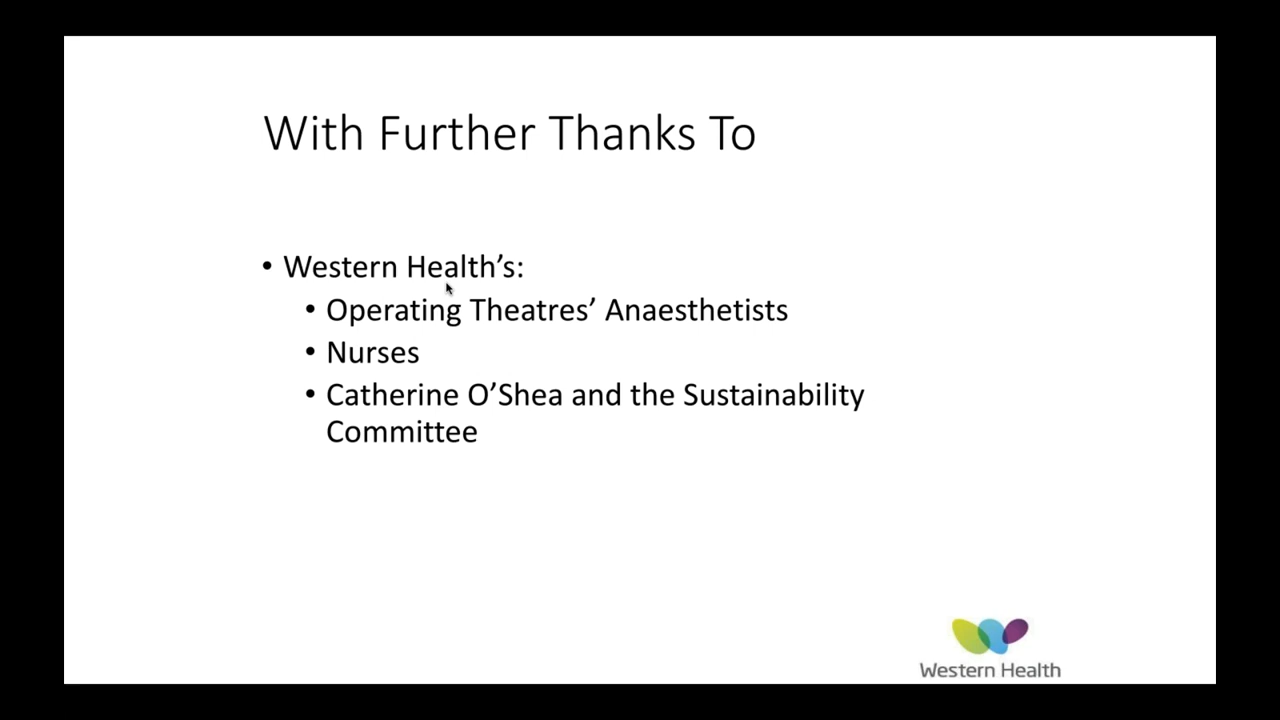 With Further Thanks To
• Western Health’s:
• Operating Theatres’ Anaesthetists
• Nurses
• Catherine O’Shea and the Sustainability
Committee
Western Health